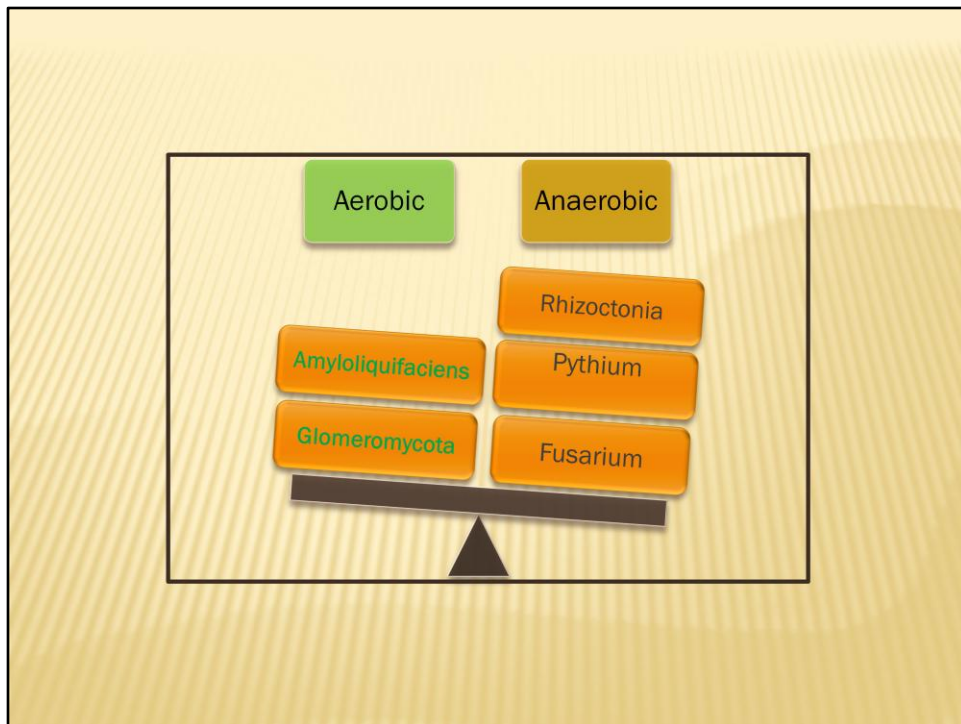 Aerobic
Anaerobic
Rhizoctonia
Amyloliquifaciens
Pythium
Glomeromycota
Fusarium